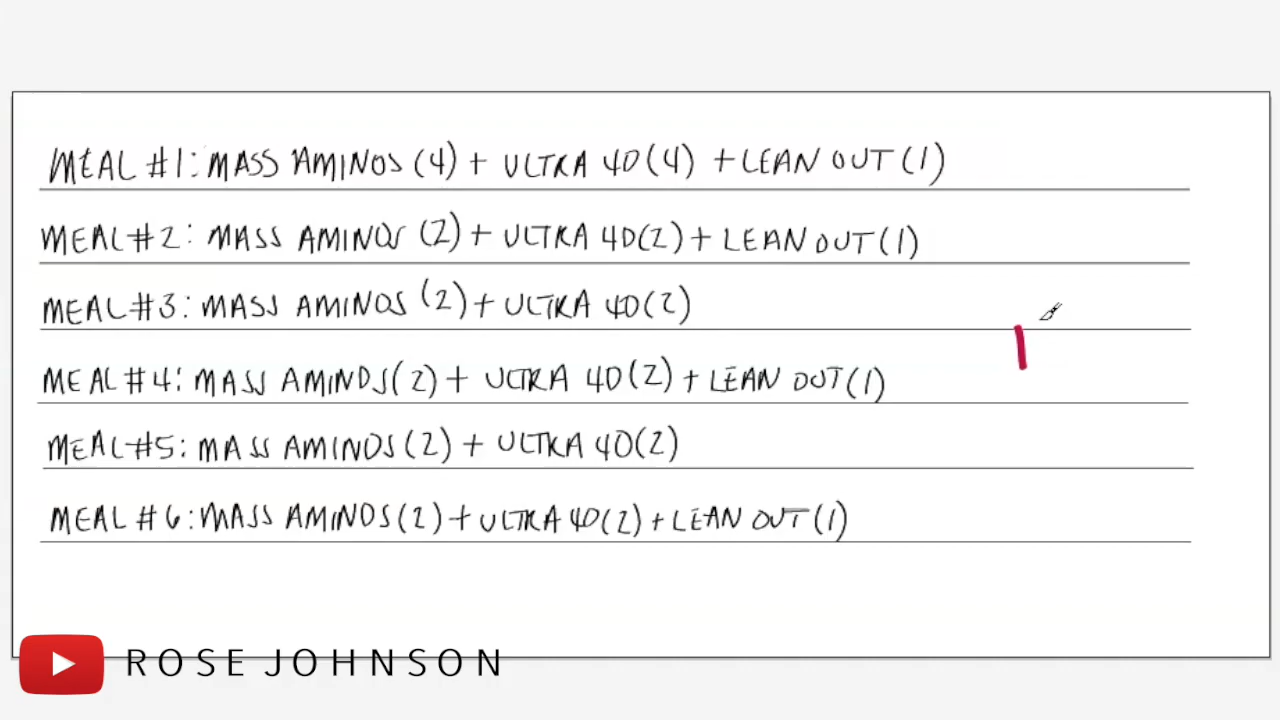 MEAL #1: MASS AMINOS (4) + ULTRA 40 (4) + LEAN OUT (1)
MEAL #2: MASS AMINOS (2) + ULTRA 40 (2) + LEAN OUT (1)
MEAL #3: MASS AMINOS (2) + ULTRA 40 (2)
MEAL #4: MASS AMINOS (2) + ULTRA 40 (2) + LEAN OUT (1)
MEAL #5: MASS AMINOS (2) + ULTRA 40 (2)
MEAL #6: MASS AMINOS (2) + ULTRA 40 (2) + LEAN OUT (1)
ROSE JOHNSON